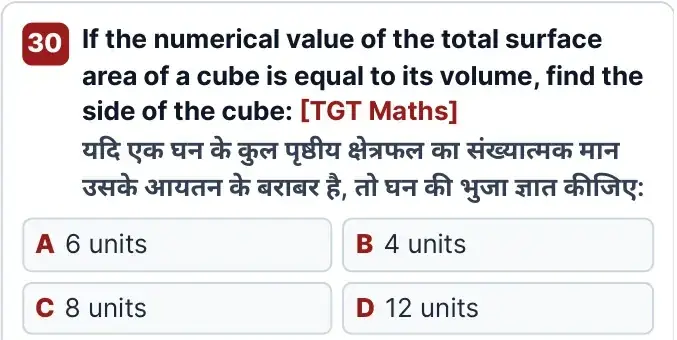 30 If the numerical value of the total surface
area of a cube is equal to its volume, find the
side of the cube: [TGT Maths]
यदि एक घन के कुल पृष्ठीय क्षेत्रफल का संख्यात्मक मान
उसके आयतन के बराबर है, तो घन की भुजा ज्ञात कीजिए:
A 6 units
B 4 units
C 8 units
D 12 units